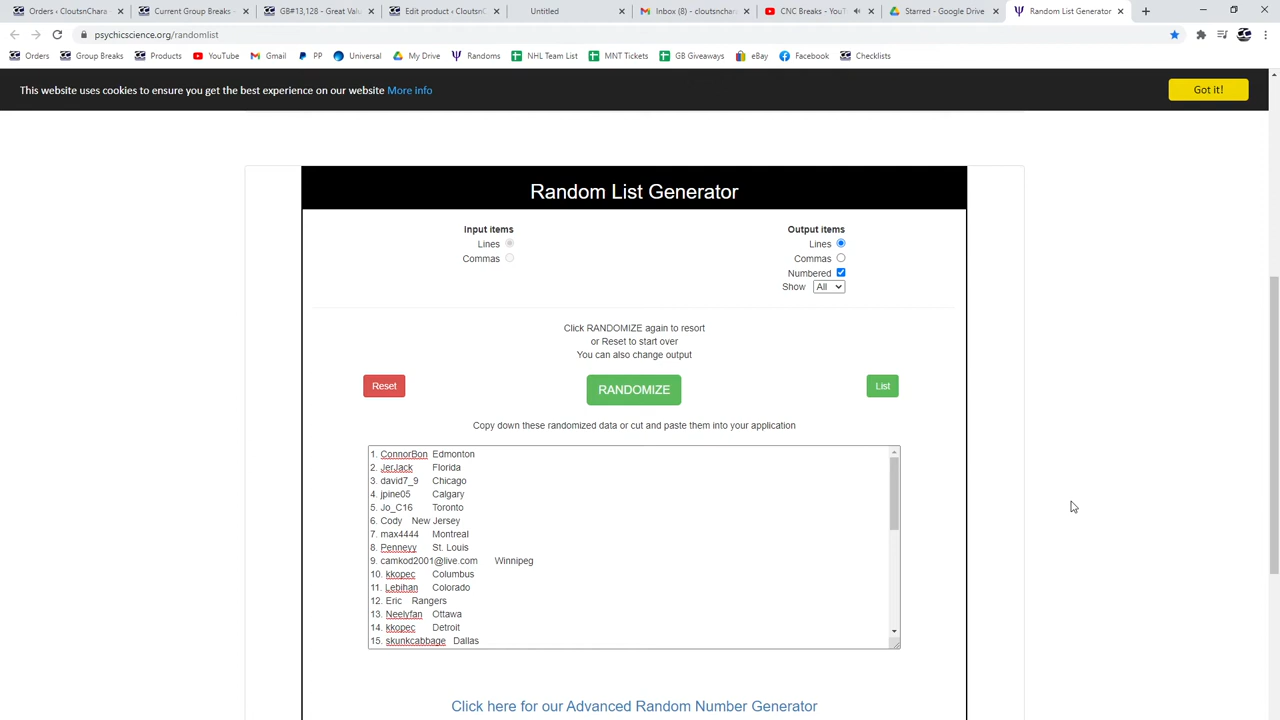 Orders ‹ CloutsnChara
Current Group Breaks -
GB#13,128 - Great Valu
Edit product ‹ CloutsnC
Untitled
Inbox (8) - cloutsnchara
CNC Breaks - YouT
Starred - Google Drive
Random List Generator
psychicscience.org/randomlist
Orders
Group Breaks
Products
YouTube
Gmail
PP
Universal
My Drive
Randoms
NHL Team List
MNT Tickets
GB Giveaways
eBay
Facebook
Checklists
This website uses cookies to ensure you get the best experience on our website More info
Got it!
Random List Generator
Input items
Output items
Lines
Lines
Commas
Commas
Numbered
Show All
Click RANDOMIZE again to resort
or Reset to start over
You can also change output
Reset
RANDOMIZE
List
Copy down these randomized data or cut and paste them into your application
1. ConnorBon Edmonton
2. JerJack Florida
3. david7_9 Chicago
4. jpine05 Calgary
5. Jo_C16 Toronto
6. Cody New Jersey
7. max4444 Montreal
8. Penneyy St. Louis
9. camkod2001@live.com Winnipeg
10. kkopec Columbus
11. Lebihan Colorado
12. Eric Rangers
13. Neelyfan Ottawa
14. kkopec Detroit
15. skunkcabbage Dallas
Click here for our Advanced Random Number Generator